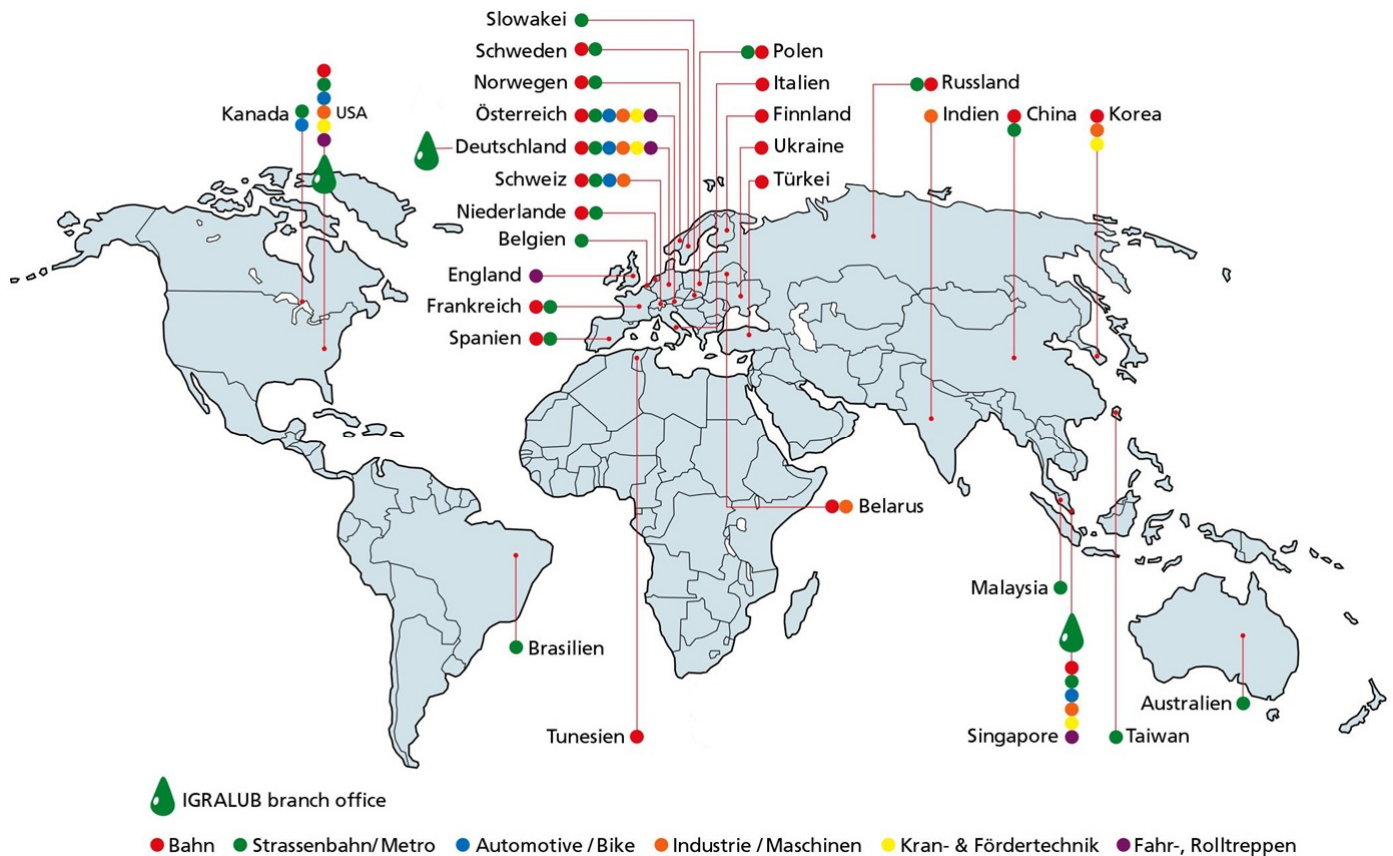 Slowakei
Schweden
Norwegen
Österreich
Deutschland
Schweiz
Niederlande
Belgien
England
Frankreich
Spanien
Kanada
USA
Polen
Italien
Finnland
Ukraine
Türkei
Russland
Indien
China
Korea
Belarus
Malaysia
Brasilien
Australien
Tunesien
Singapore
Taiwan
IGRALUB branch office
Bahn Strassenbahn/Metro Automotive/Bike Industrie/Maschinen Kran- & Fördertechnik Fahr-, Rolltreppen